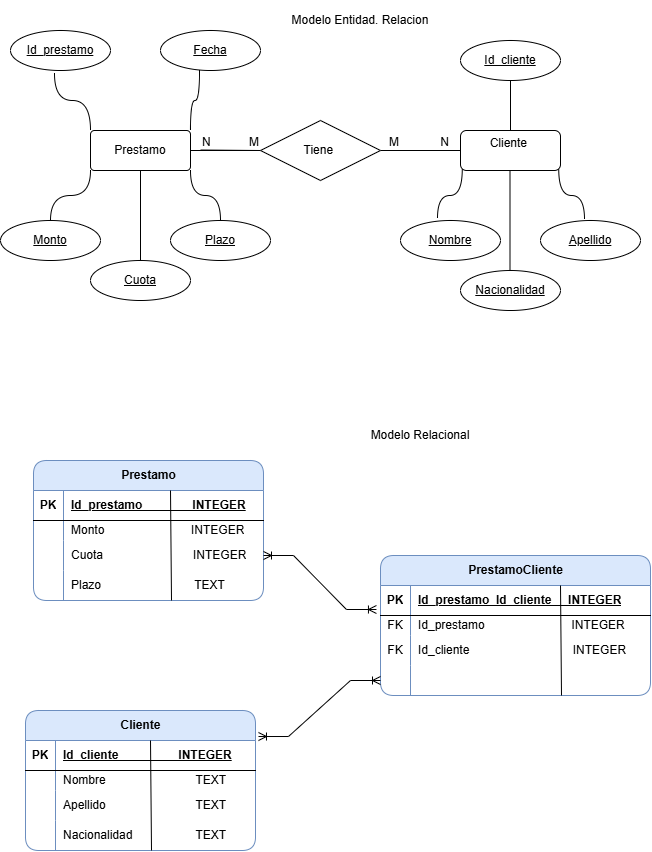 Modelo Entidad. Relacion
Id_prestamo
Fecha
Id_cliente
Prestamo
N
M
Tiene
M
N
Cliente
Monto
Plazo
Nombre
Apellido
Cuota
Nacionalidad
Modelo Relacional
Prestamo
PK Id_prestamo INTEGER
Monto INTEGER
Cuota INTEGER
Plazo TEXT
PrestamoCliente
PK Id_prestamo_Id_cliente INTEGER
FK Id_prestamo INTEGER
FK Id_cliente INTEGER
Cliente
PK Id_cliente INTEGER
Nombre TEXT
Apellido TEXT
Nacionalidad TEXT